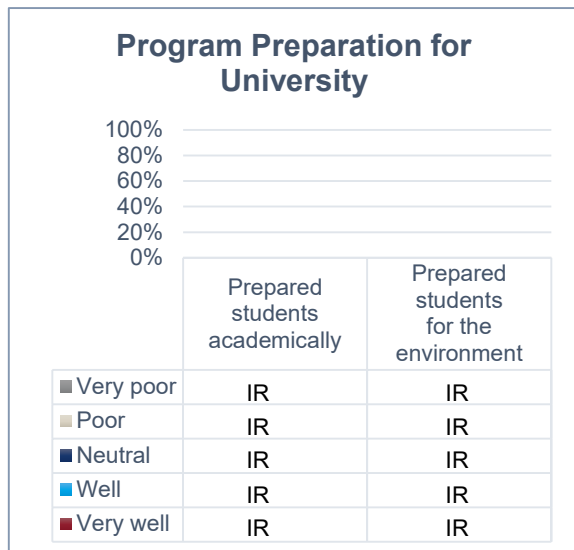 Program Preparation for
University
100%
80%
60%
40%
20%
0%
Prepared
students
academically
Prepared
students
for the
environment
Very poor IR IR
Poor IR IR
Neutral IR IR
Well IR IR
Very well IR IR